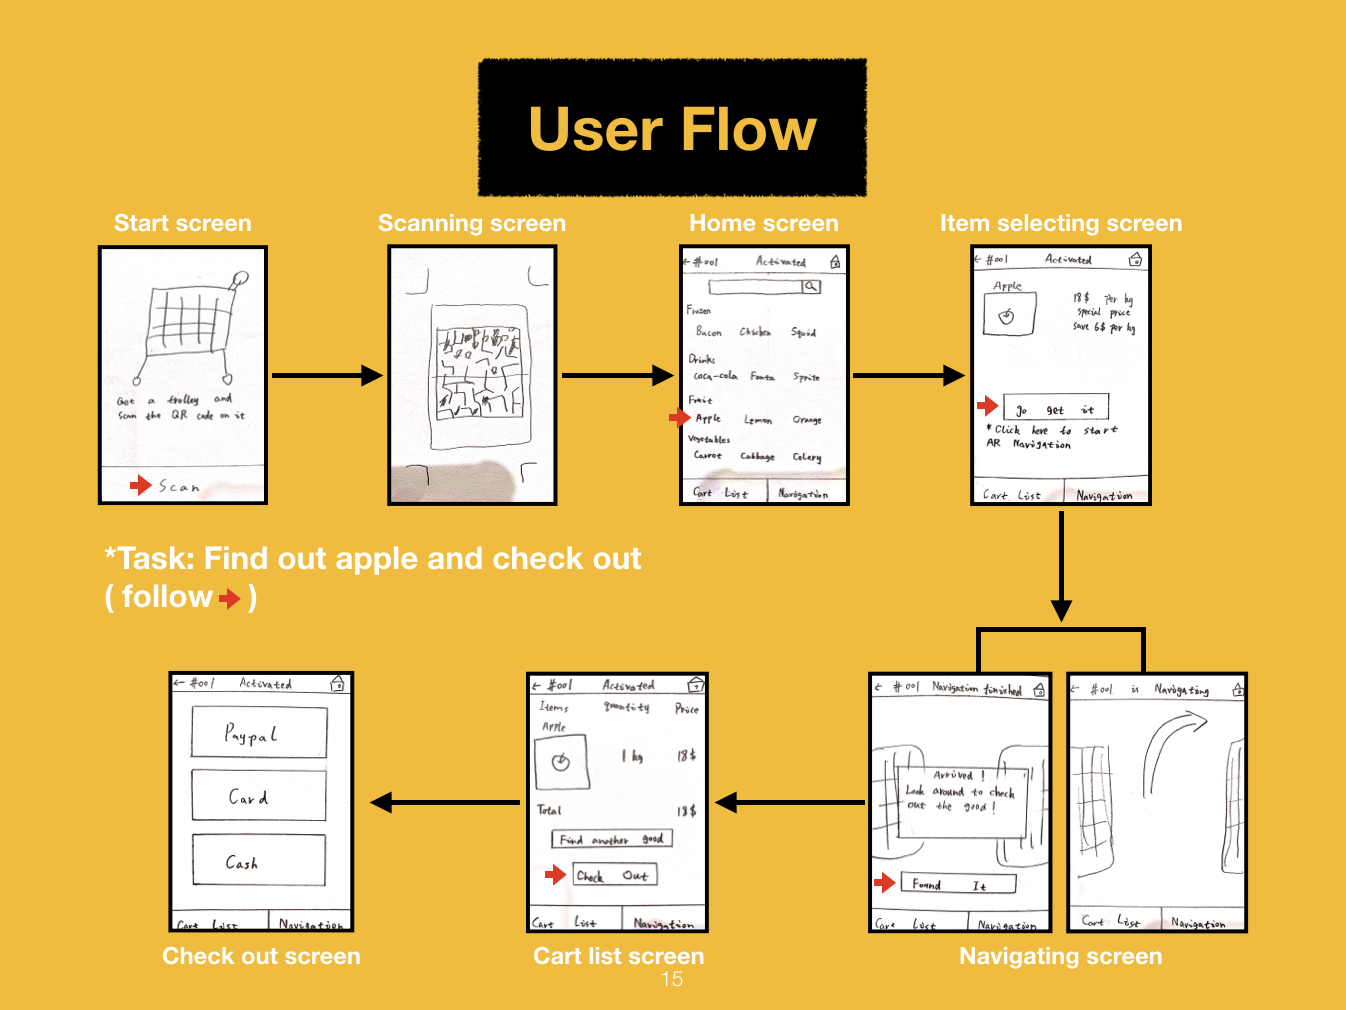 User Flow
Start screen
Scanning screen
Home screen
Item selecting screen
Get a trolley and
scan the QR code on it
Scan
← #001 Activated
Frozen
Bacon Chicken Squid
Drinks
coca-cola Fanta Sprite
Fruit
Apple Lemon Orange
Vegetables
Carrot Cabbage Celery
Cart List Navigation
← #001 Activated
Apple
18$ per kg
special price
save 6$ per kg
go get it
* Click here to start
AR Navigation
Cart List Navigation
*Task: Find out apple and check out
( follow )
← #001 Activated
Paypal
Card
Cash
Cart List Navigation
Check out screen
← #001 Activated
Items quantity Price
Apple
1 kg 18$
Total 18$
Find another good
Check Out
Cart List Navigation
Cart list screen
← #001 Navigation finished
Arrived !
Look around to check
out the good !
Found It
Cart List Navigation
← #001 is Navigating
Cart List Navigation
Navigating screen
15